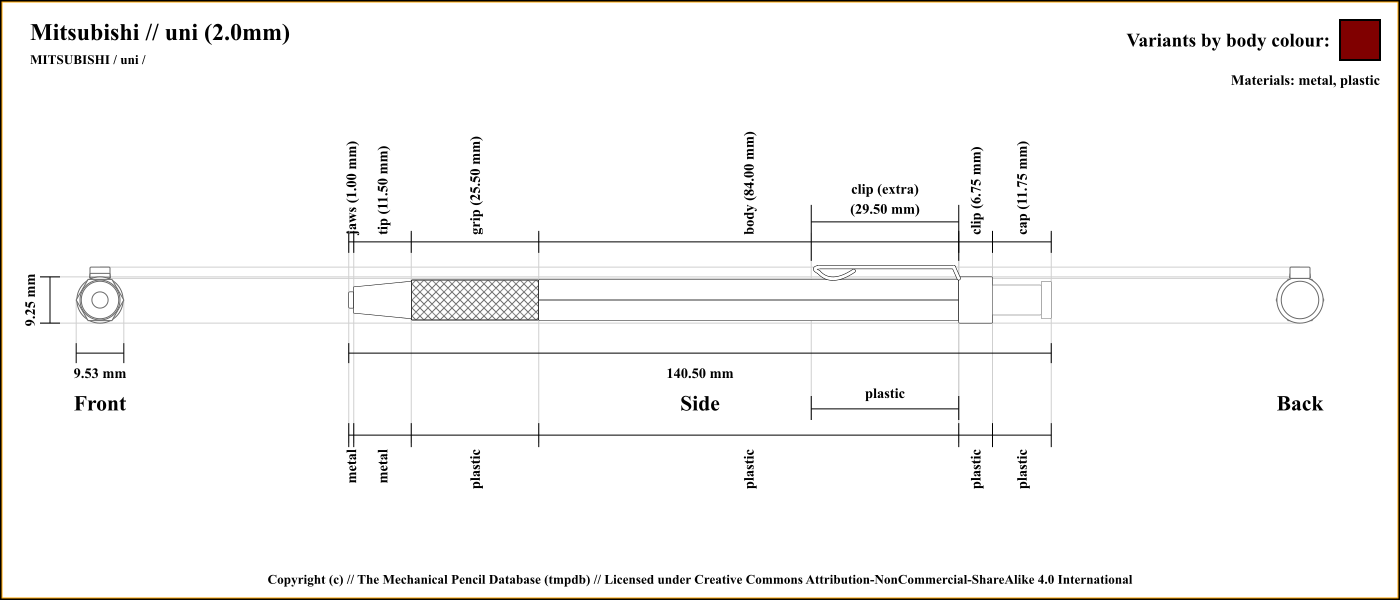 Mitsubishi // uni (2.0mm)
MITSUBISHI / uni /
Variants by body colour:
Materials: metal, plastic
jaws (1.00 mm)
tip (11.50 mm)
grip (25.50 mm)
body (84.00 mm)
clip (extra)
(29.50 mm)
clip (6.75 mm)
cap (11.75 mm)
9.25 mm
9.53 mm
140.50 mm
plastic
Front
Side
Back
metal
metal
plastic
plastic
plastic
plastic
Copyright (c) // The Mechanical Pencil Database (tmpdb) // Licensed under Creative Commons Attribution-NonCommercial-ShareAlike 4.0 International